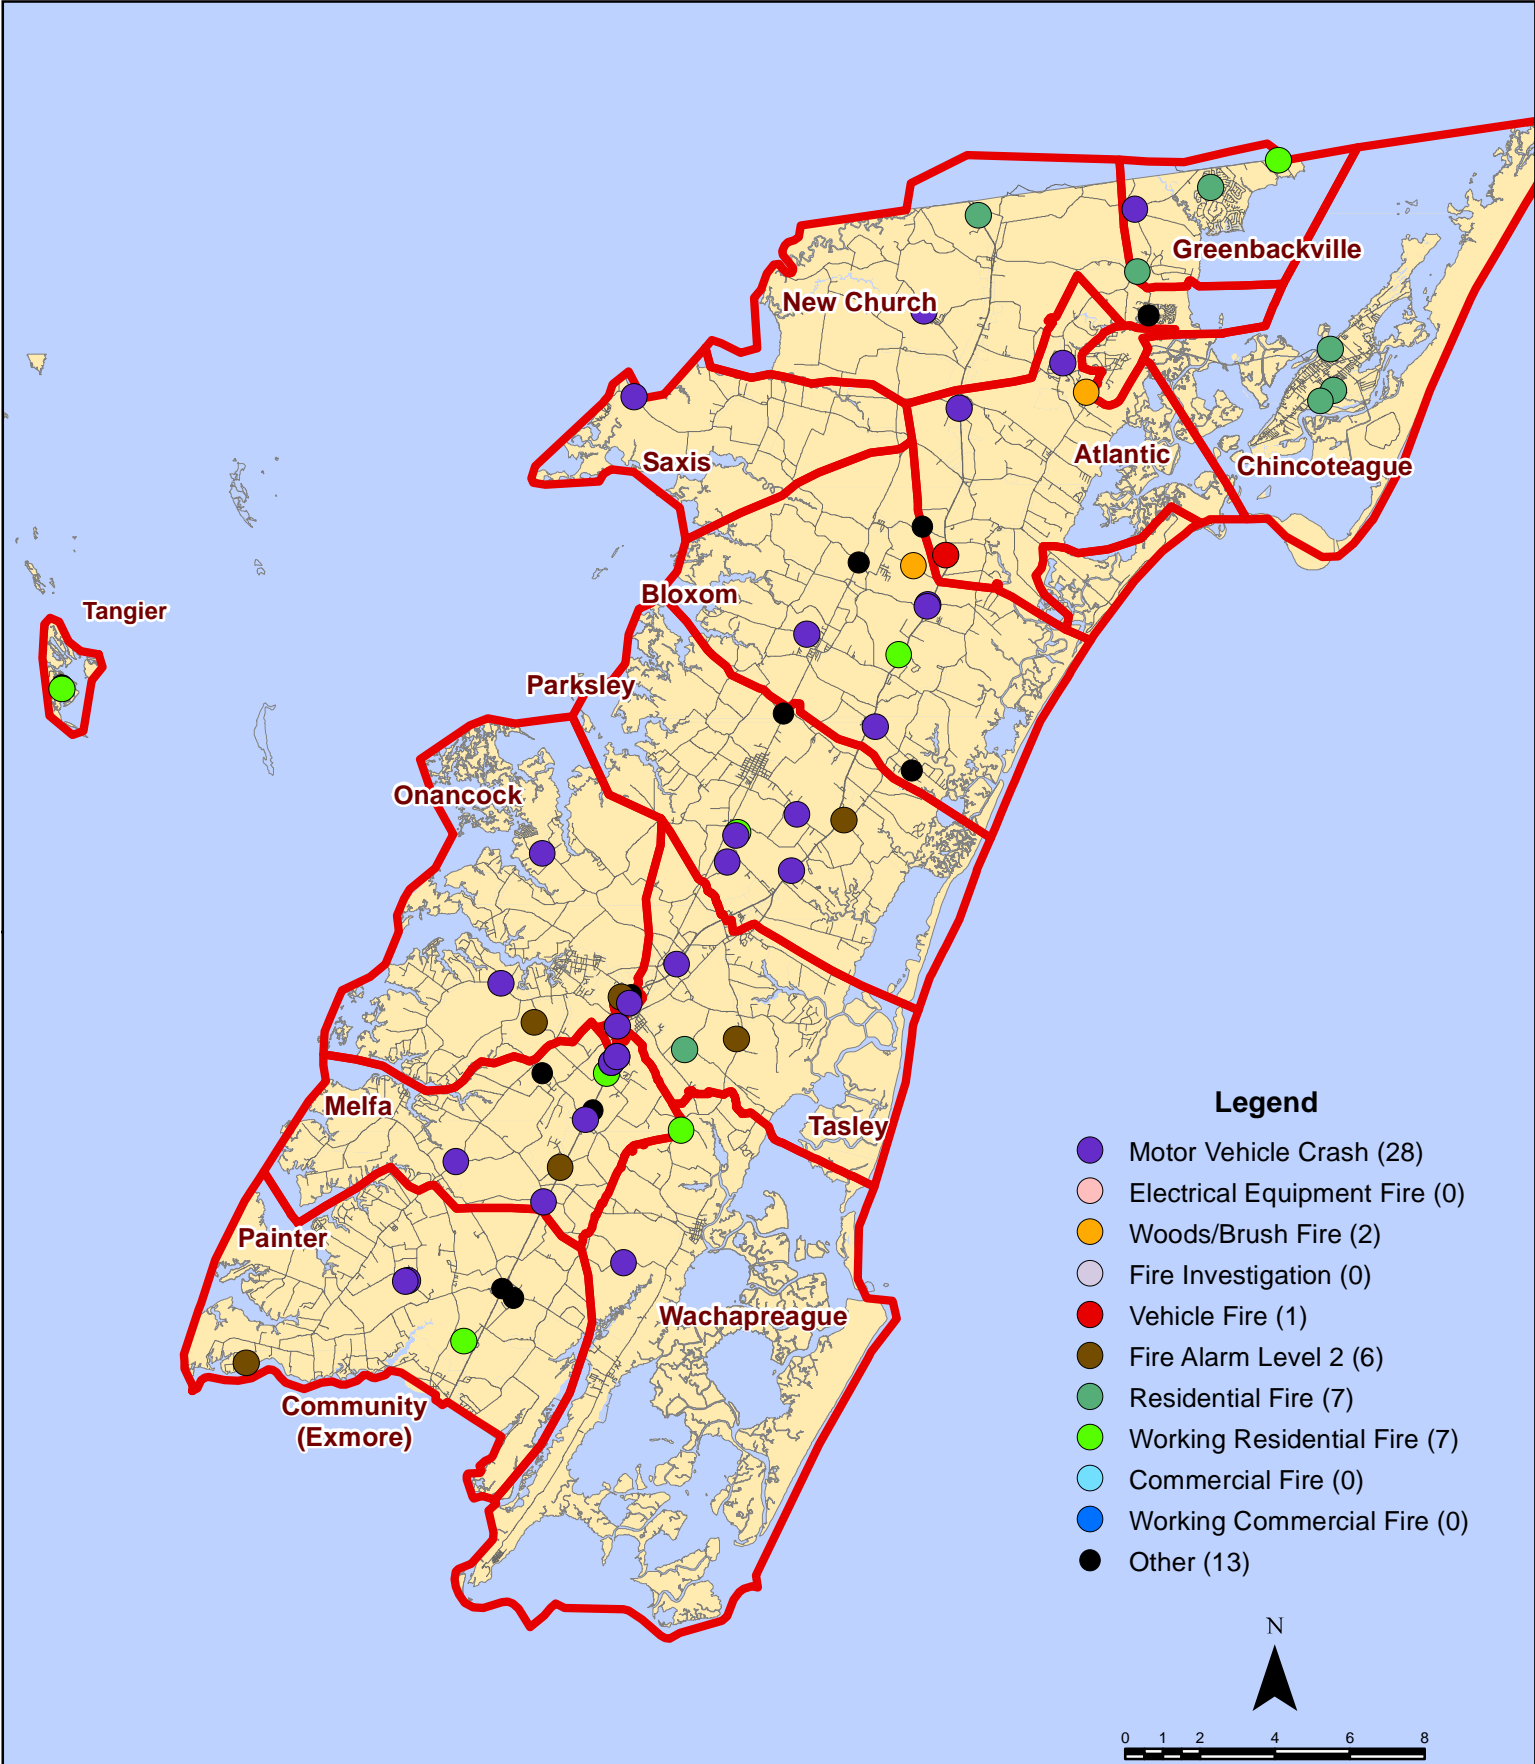 Greenbackville
New Church
Atlantic
Chincoteague
Saxis
Bloxom
Tangier
Parksley
Onancock
Melfa
Tasley
Painter
Wachapreague
Community
(Exmore)
Legend
Motor Vehicle Crash (28)
Electrical Equipment Fire (0)
Woods/Brush Fire (2)
Fire Investigation (0)
Vehicle Fire (1)
Fire Alarm Level 2 (6)
Residential Fire (7)
Working Residential Fire (7)
Commercial Fire (0)
Working Commercial Fire (0)
Other (13)
N
0 1 2 4 6 8